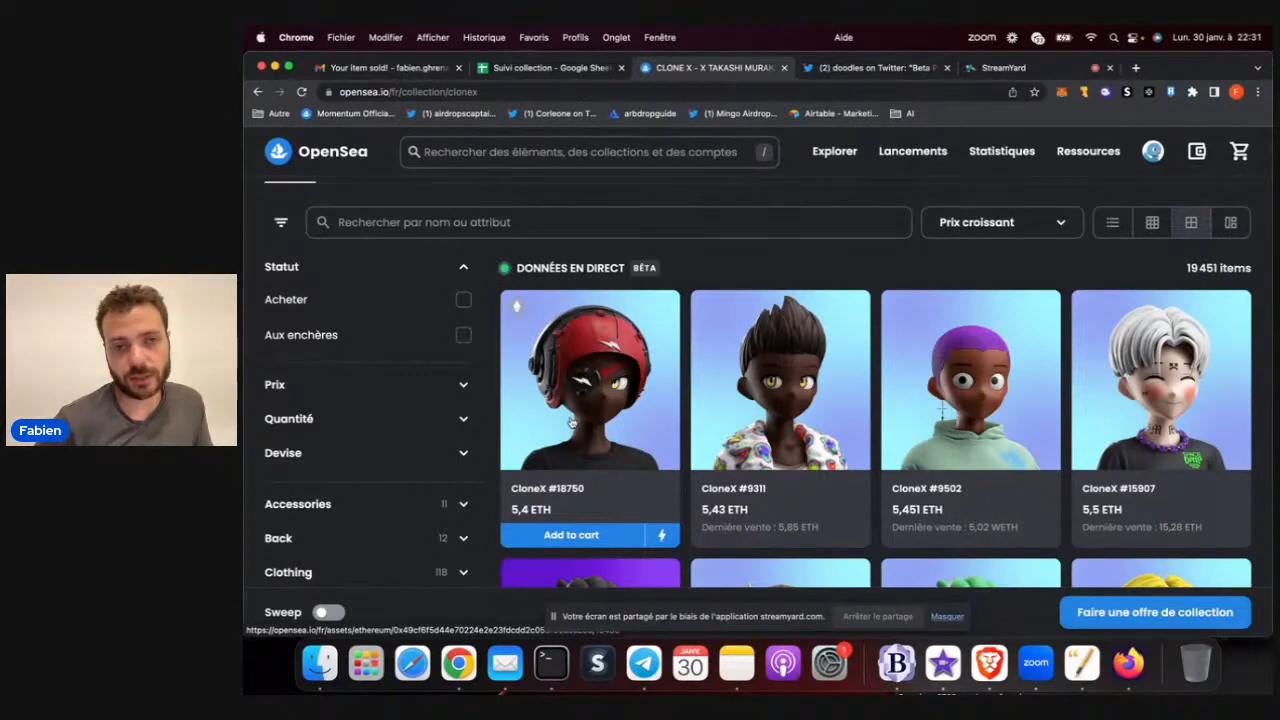 Chrome Fichier Modifier Afficher Historique Favoris Profils Onglet Fenêtre Aide zoom Lun. 30 janv. à 22:31
Your item sold! - fabien.ghren Suivi collection - Google Shee CLONE X - X TAKASHI MURAK (2) doodles on Twitter: "Beta P StreamYard
opensea.io/fr/collection/clonex
Autre Momentum Officia... (1) airdropscaptai... (1) Corleone on T... arbdropguide (1) Mingo Airdrop... Airtable - Marketi... AI
OpenSea Rechercher des éléments, des collections et des comptes / Explorer Lancements Statistiques Ressources
Rechercher par nom ou attribut Prix croissant
Statut DONNÉES EN DIRECT BÊTA 19 451 items
Acheter
Aux enchères
Prix
Quantité
Devise
Accessories 11
Back 12
Clothing 118
CloneX #18750
5,4 ETH
Add to cart
CloneX #9311
5,43 ETH
Dernière vente : 5,85 ETH
CloneX #9502
5,451 ETH
Dernière vente : 5,02 WETH
CloneX #15907
5,5 ETH
Dernière vente : 15,28 ETH
Fabien
SPACE
Sweep
Votre écran est partagé par le biais de l'application streamyard.com. Arrêter le partage Masquer
Faire une offre de collection
JANV.
30
S
zoom
B
1